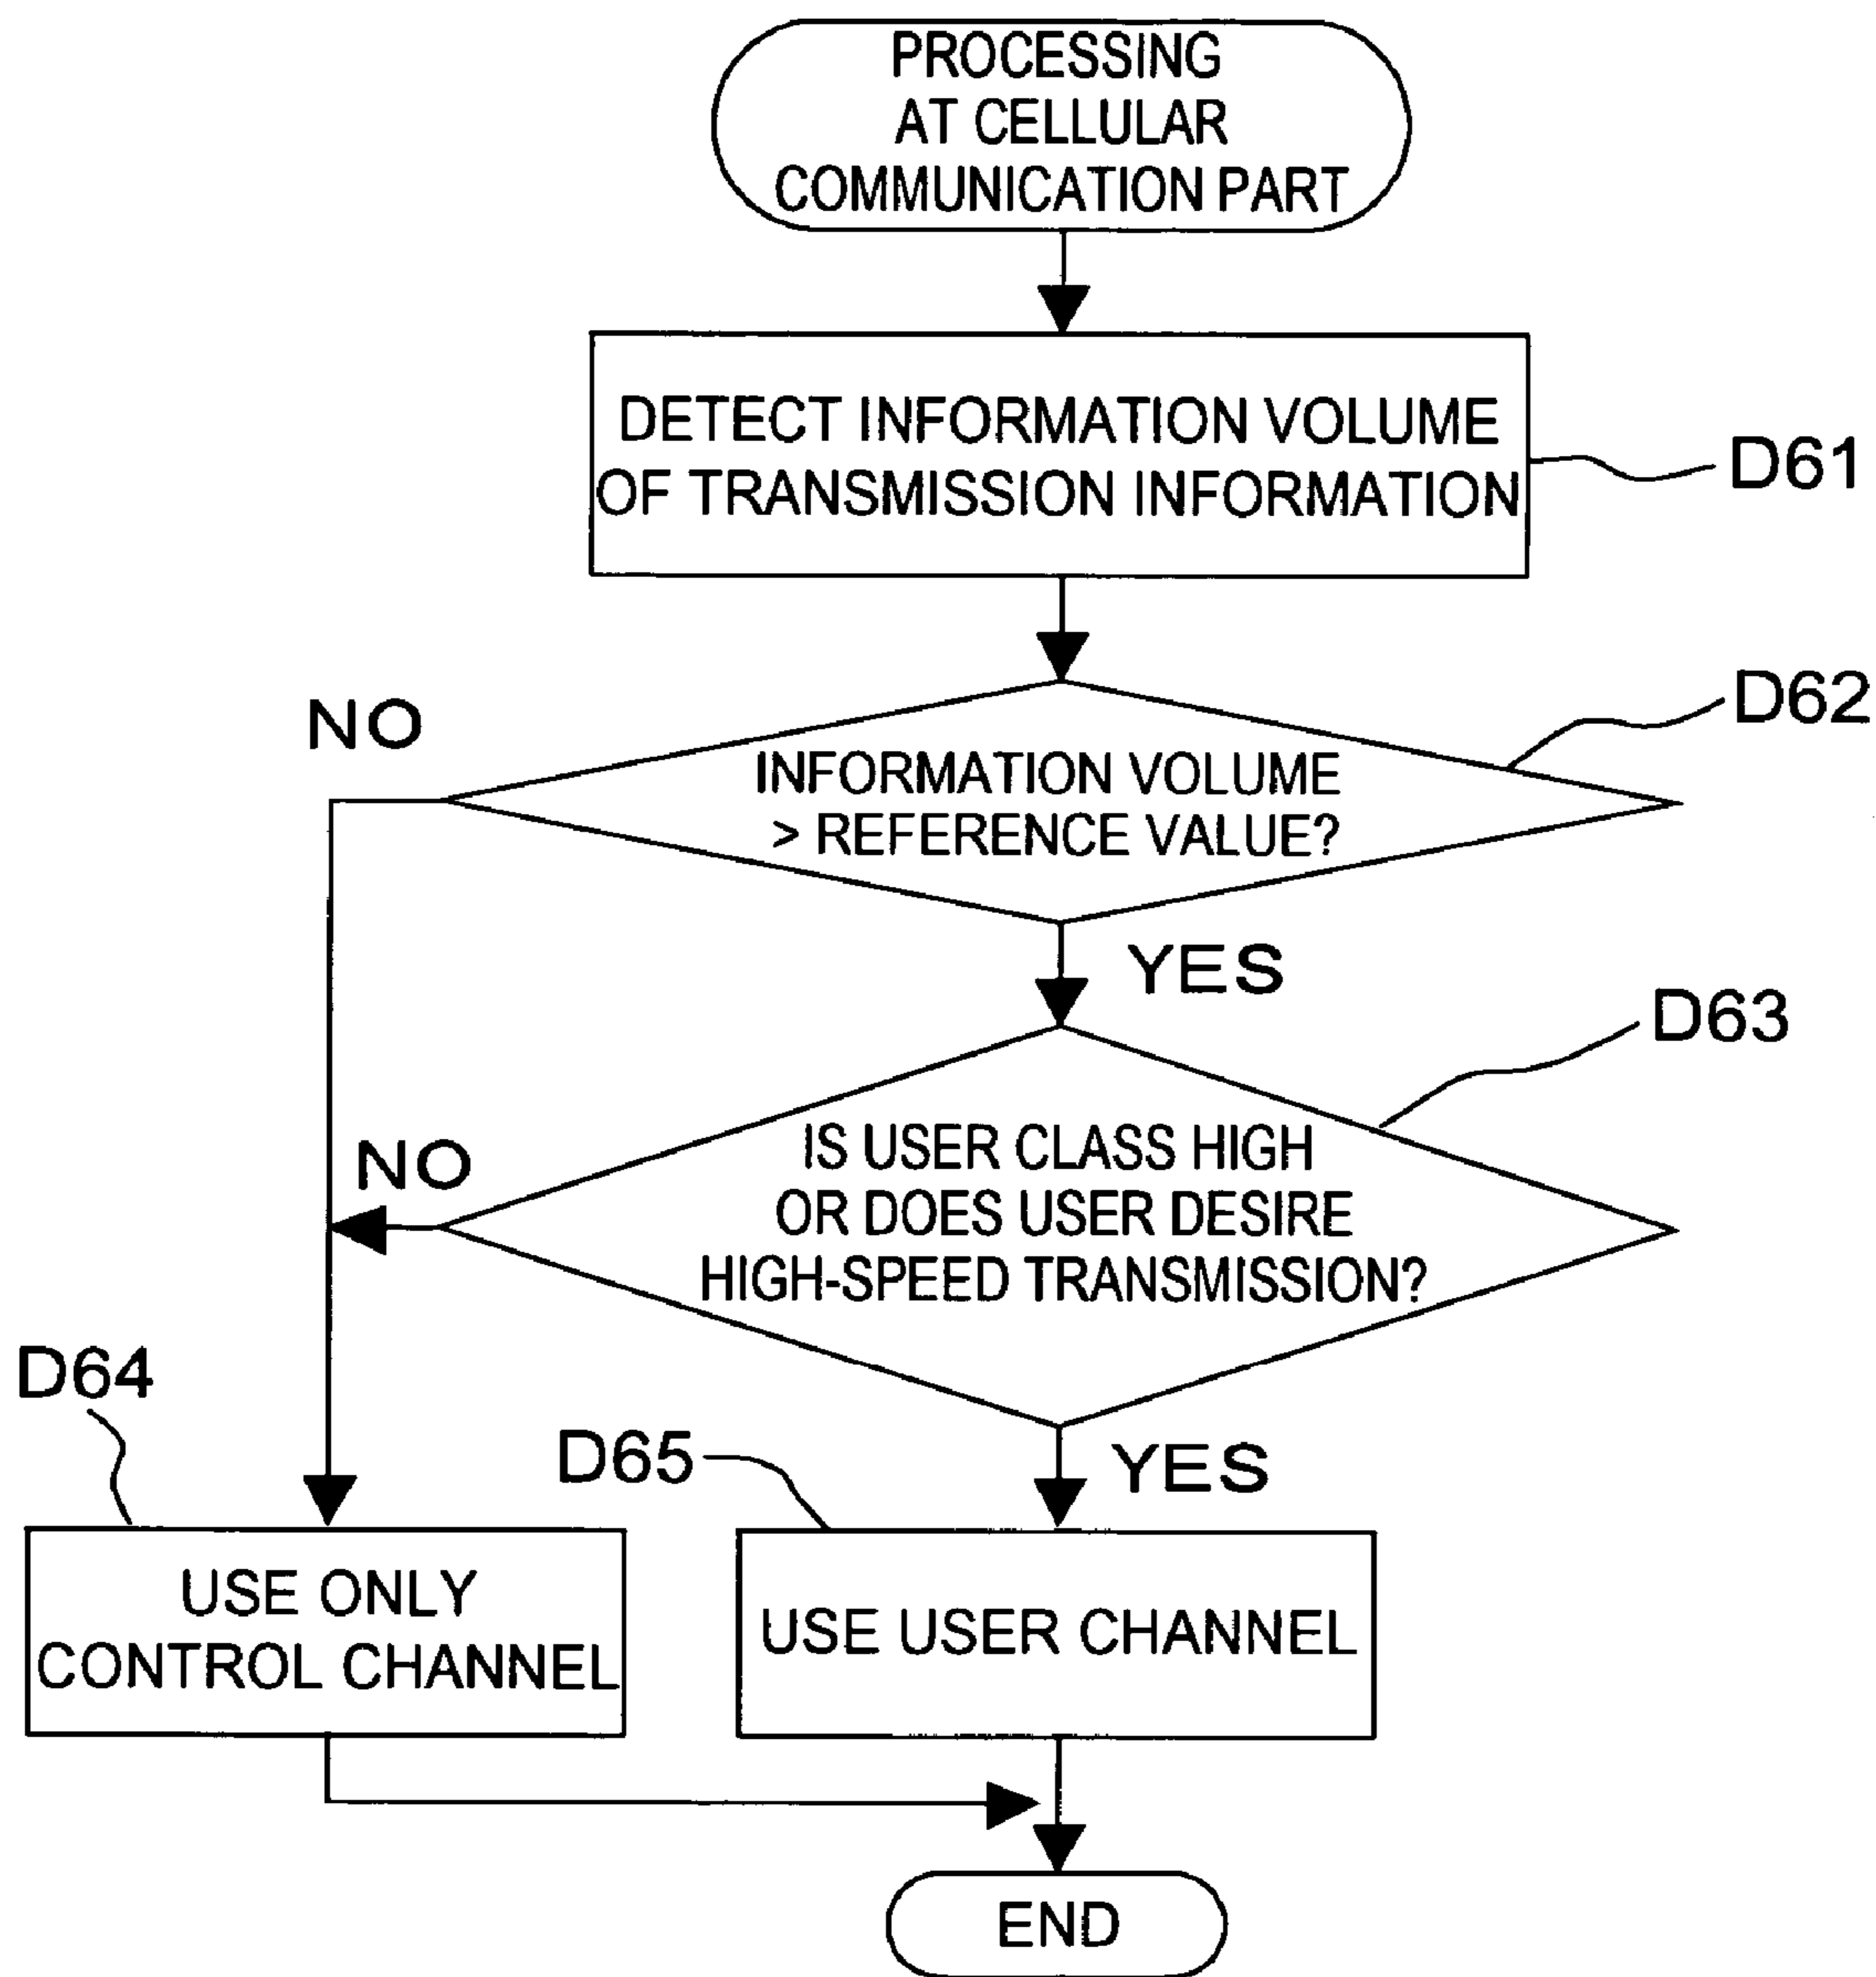 PROCESSING
AT CELLULAR
COMMUNICATION PART
DETECT INFORMATION VOLUME
OF TRANSMISSION INFORMATION
D61
D62
NO
INFORMATION VOLUME
> REFERENCE VALUE?
YES
D63
NO
IS USER CLASS HIGH
OR DOES USER DESIRE
HIGH-SPEED TRANSMISSION?
D64
D65
YES
USE ONLY
CONTROL CHANNEL
USE USER CHANNEL
END